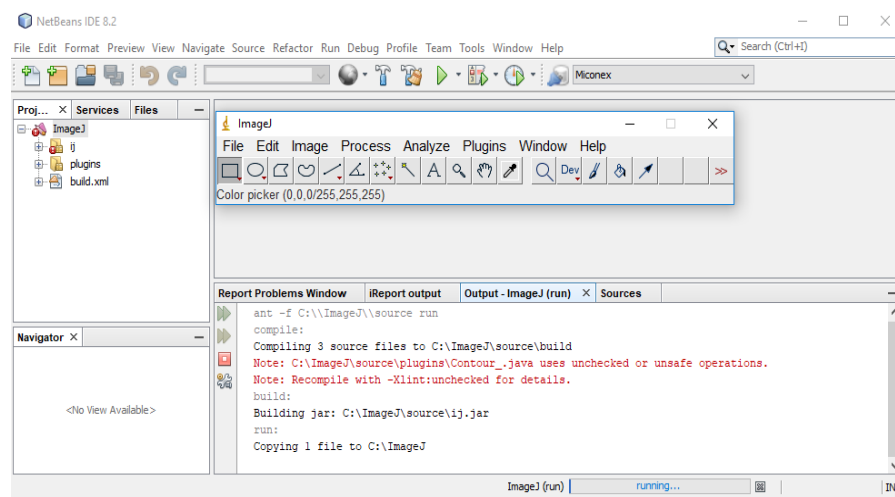 NetBeans IDE 8.2
File Edit Format Preview View Navigate Source Refactor Run Debug Profile Team Tools Window Help
Search (Ctrl+I)
Miconex
Proj... Services Files
ImageJ
ij
plugins
build.xml
ImageJ
File Edit Image Process Analyze Plugins Window Help
A Dev >>
Color picker (0,0,0/255,255,255)
Report Problems Window iReport output Output - ImageJ (run) Sources
ant -f C:\\ImageJ\\source run
compile:
Compiling 3 source files to C:\ImageJ\source\build
Note: C:\ImageJ\source\plugins\Contour_.java uses unchecked or unsafe operations.
Note: Recompile with -Xlint:unchecked for details.
build:
Building jar: C:\ImageJ\source\ij.jar
run:
Copying 1 file to C:\ImageJ
Navigator
<No View Available>
ImageJ (run) running...
IN